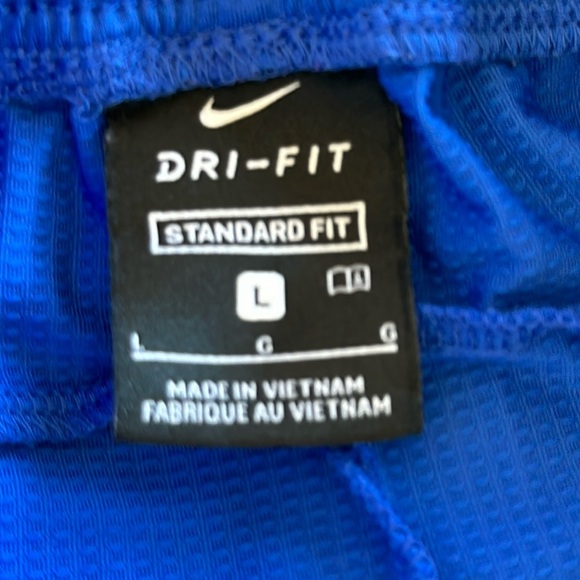 DRI-FIT
STANDARD FIT
L
L G G
MADE IN VIETNAM
FABRIQUE AU VIETNAM